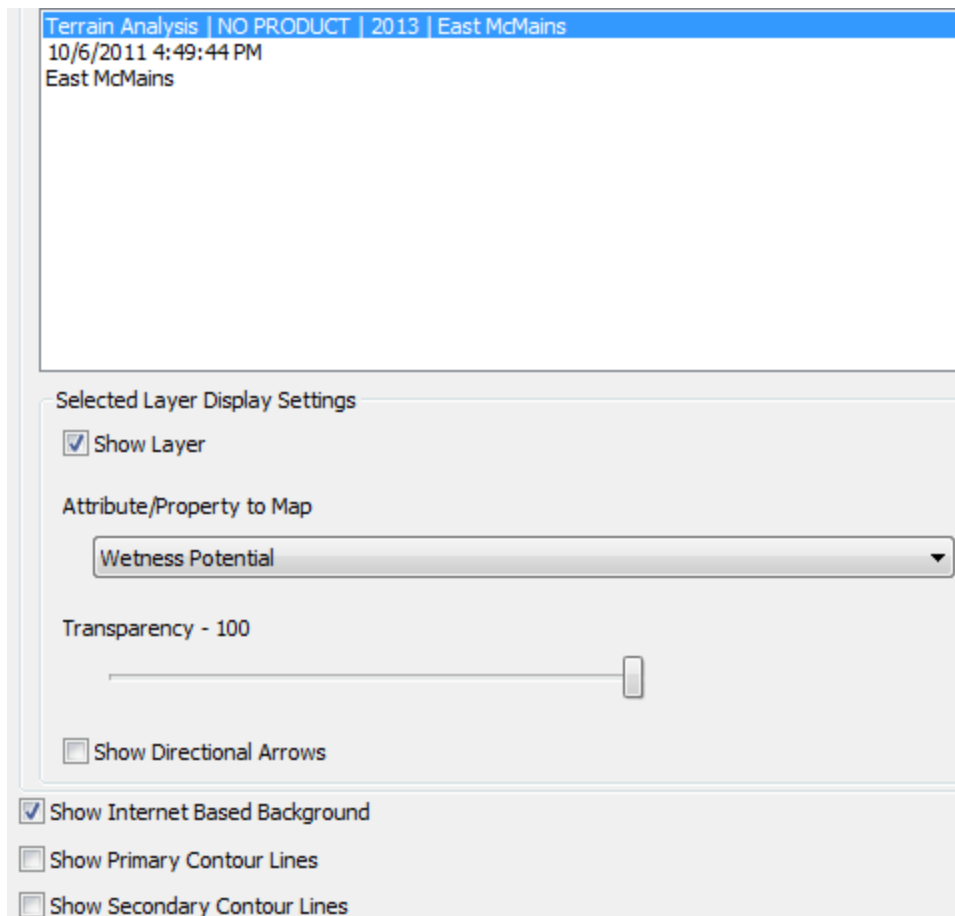 Terrain Analysis | NO PRODUCT | 2013 | East McMains
10/6/2011 4:49:44 PM
East McMains
Selected Layer Display Settings
Show Layer
Attribute/Property to Map
Wetness Potential
Transparency - 100
Show Directional Arrows
Show Internet Based Background
Show Primary Contour Lines
Show Secondary Contour Lines